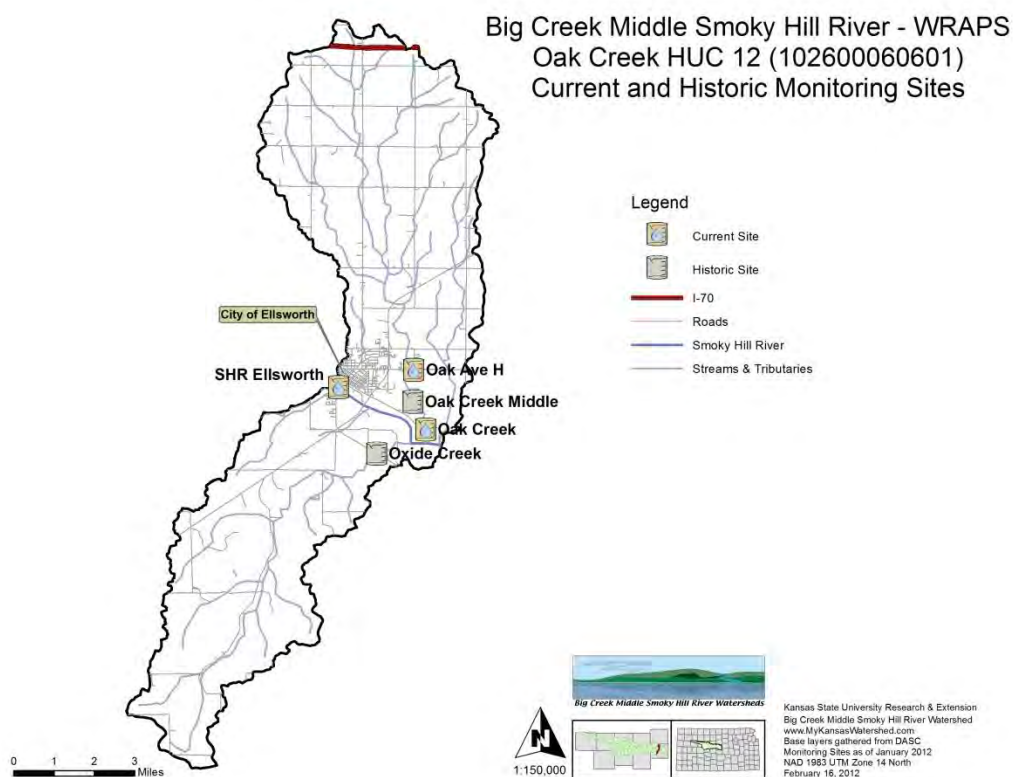 Big Creek Middle Smoky Hill River - WRAPS
Oak Creek HUC 12 (102600060601)
Current and Historic Monitoring Sites
Legend
Current Site
Historic Site
I-70
Roads
Smoky Hill River
Streams & Tributaries
City of Ellsworth
SHR Ellsworth
Oak Ave H
Oak Creek Middle
Oak Creek
Oxide Creek
Big Creek Middle Smoky Hill River Watersheds
Kansas State University Research & Extension
Big Creek Middle Smoky Hill River Watershed
www.MyKansasWatershed.com
Base layers gathered from DASC
Monitoring Sites as of January 2012
NAD 1983 UTM Zone 14 North
February 16, 2012
N
1:150,000
0 1 2 3
Miles